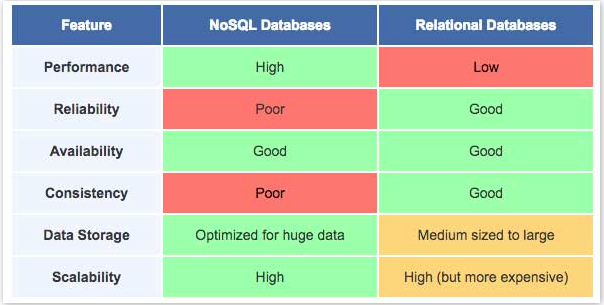 Feature NoSQL Databases Relational Databases
Performance High Low
Reliability Poor Good
Availability Good Good
Consistency Poor Good
Data Storage Optimized for huge data Medium sized to large
Scalability High High (but more expensive)